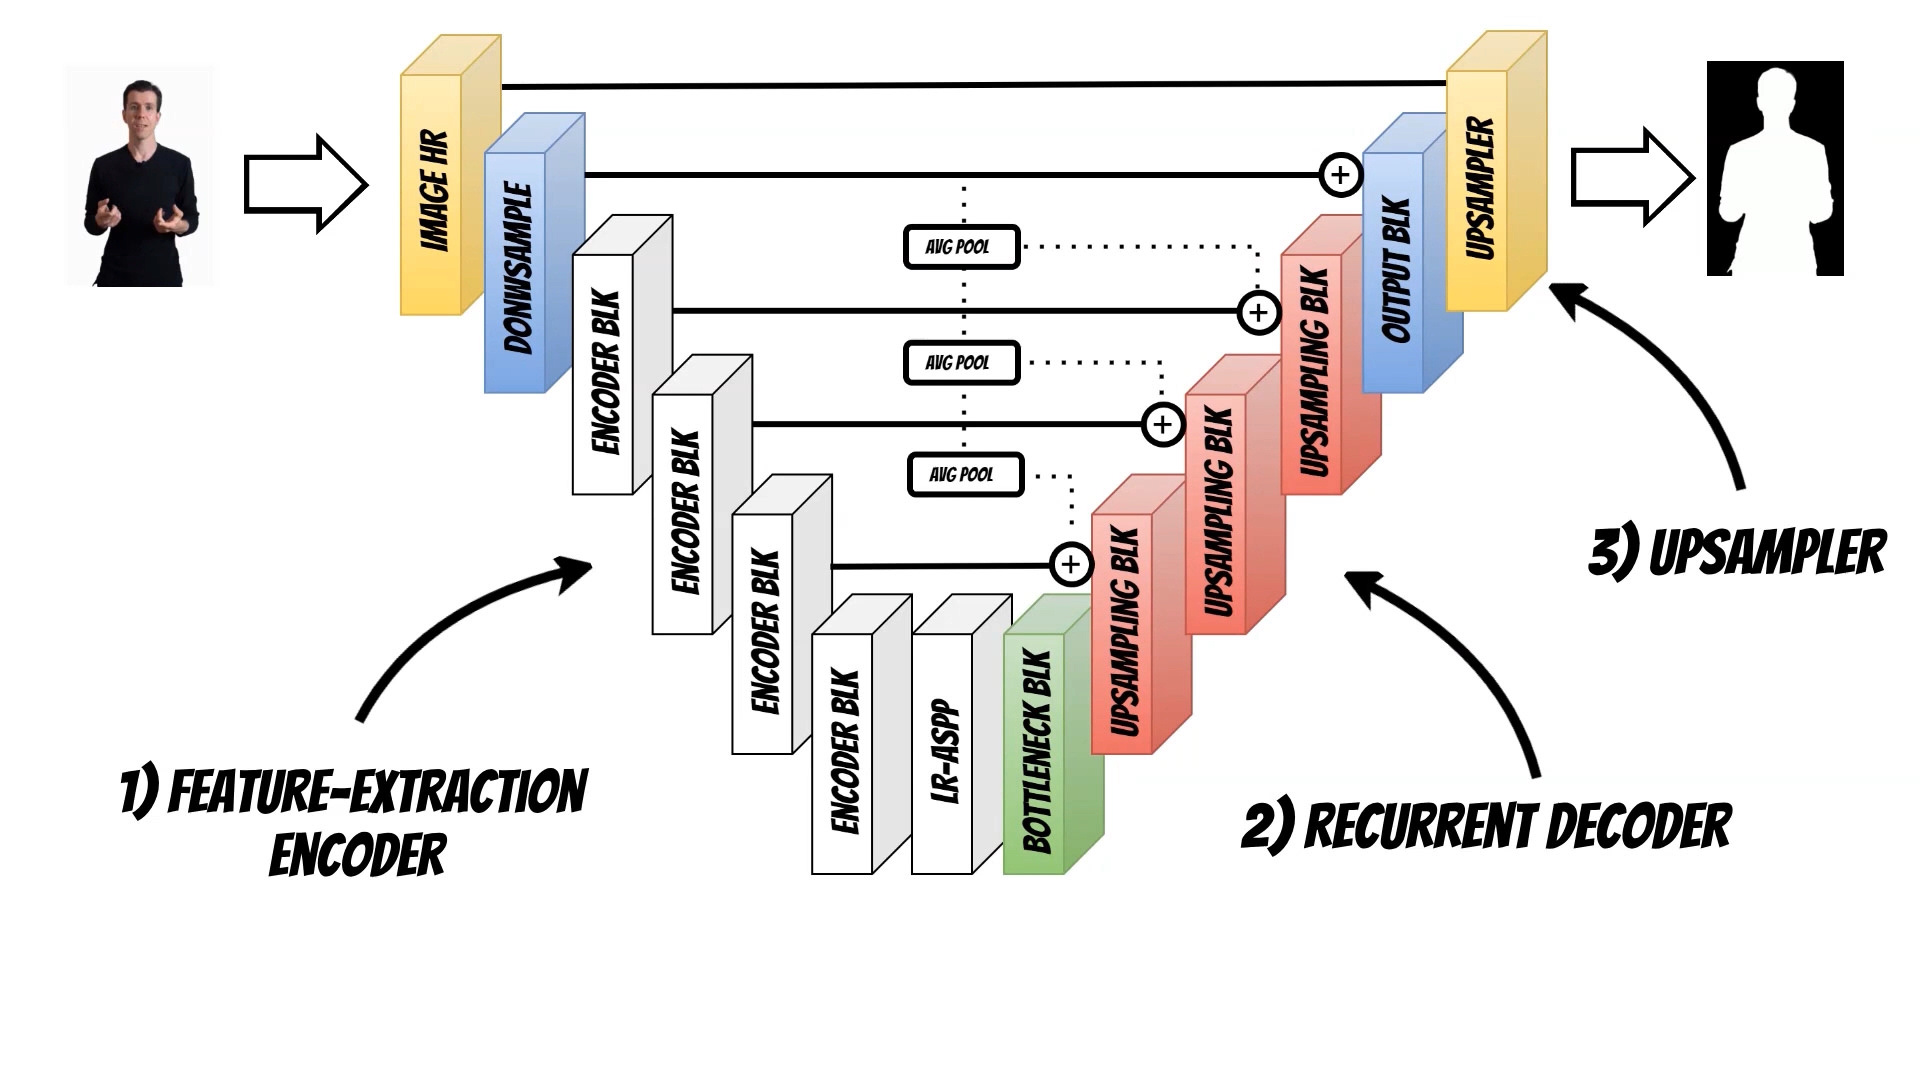 IMAGE HR
DONWSAMPLE
ENCODER BLK
ENCODER BLK
ENCODER BLK
ENCODER BLK
LR-ASPP
BOTTLENECK BLK
UPSAMPLING BLK
UPSAMPLING BLK
UPSAMPLING BLK
OUTPUT BLK
UPSAMPLER
AVG POOL
AVG POOL
AVG POOL
1) FEATURE-EXTRACTION
ENCODER
2) RECURRENT DECODER
3) UPSAMPLER